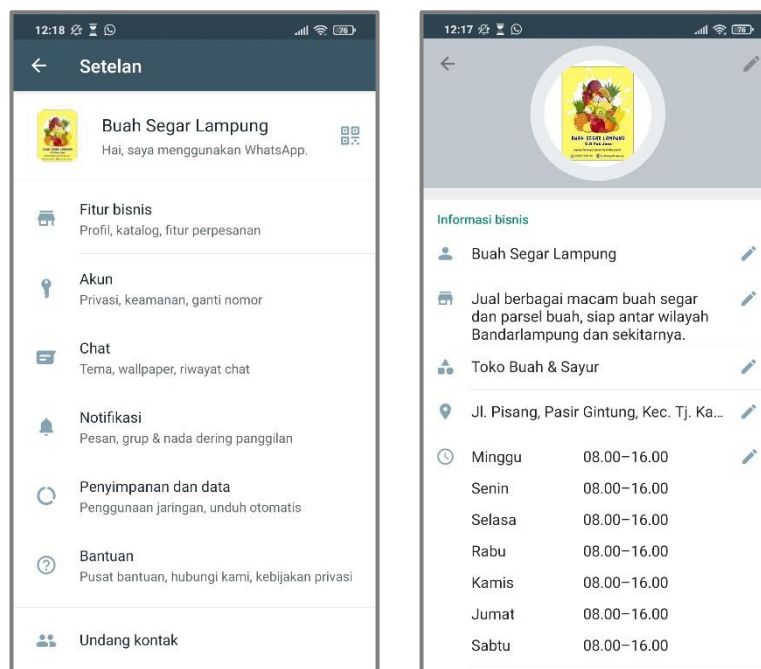 12:18
76
Setelan
Buah Segar Lampung
Hai, saya menggunakan WhatsApp.
Fitur bisnis
Profil, katalog, fitur perpesanan
Akun
Privasi, keamanan, ganti nomor
Chat
Tema, wallpaper, riwayat chat
Notifikasi
Pesan, grup & nada dering panggilan
Penyimpanan dan data
Penggunaan jaringan, unduh otomatis
Bantuan
Pusat bantuan, hubungi kami, kebijakan privasi
Undang kontak
12:17
76
BUAH SEGAR LAMPUNG
Informasi bisnis
Buah Segar Lampung
Jual berbagai macam buah segar
dan parsel buah, siap antar wilayah
Bandarlampung dan sekitarnya.
Toko Buah & Sayur
Jl. Pisang, Pasir Gintung, Kec. Tj. Ka...
Minggu 08.00–16.00
Senin 08.00–16.00
Selasa 08.00–16.00
Rabu 08.00–16.00
Kamis 08.00–16.00
Jumat 08.00–16.00
Sabtu 08.00–16.00